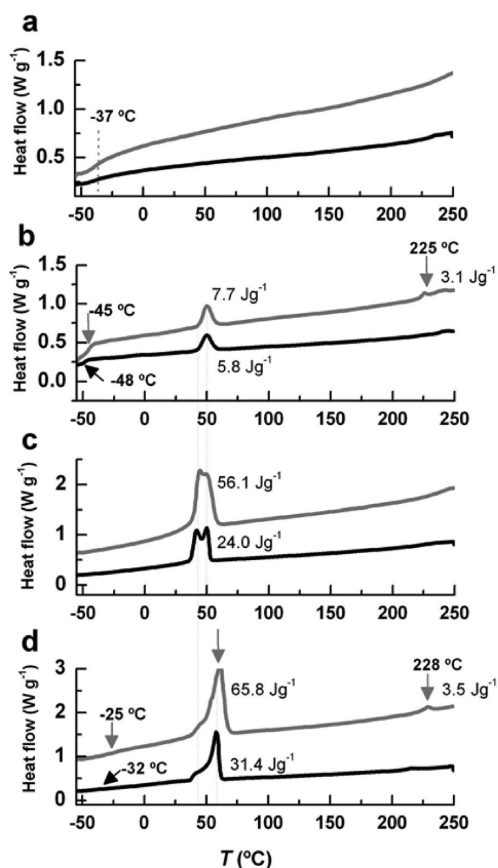 a
Heat flow (W g⁻¹)
1.5
1.0
0.5
-37 ºC
-50 0 50 100 150 200 250
b
Heat flow (W g⁻¹)
1.5
1.0
0.5
0.0
-45 ºC
-48 ºC
7.7 Jg⁻¹
5.8 Jg⁻¹
225 ºC
3.1 Jg⁻¹
-50 0 50 100 150 200 250
c
Heat flow (W g⁻¹)
2
1
0
56.1 Jg⁻¹
24.0 Jg⁻¹
-50 0 50 100 150 200 250
d
Heat flow (W g⁻¹)
3
2
1
0
-25 ºC
-32 ºC
65.8 Jg⁻¹
31.4 Jg⁻¹
228 ºC
3.5 Jg⁻¹
-50 0 50 100 150 200 250
T (ºC)